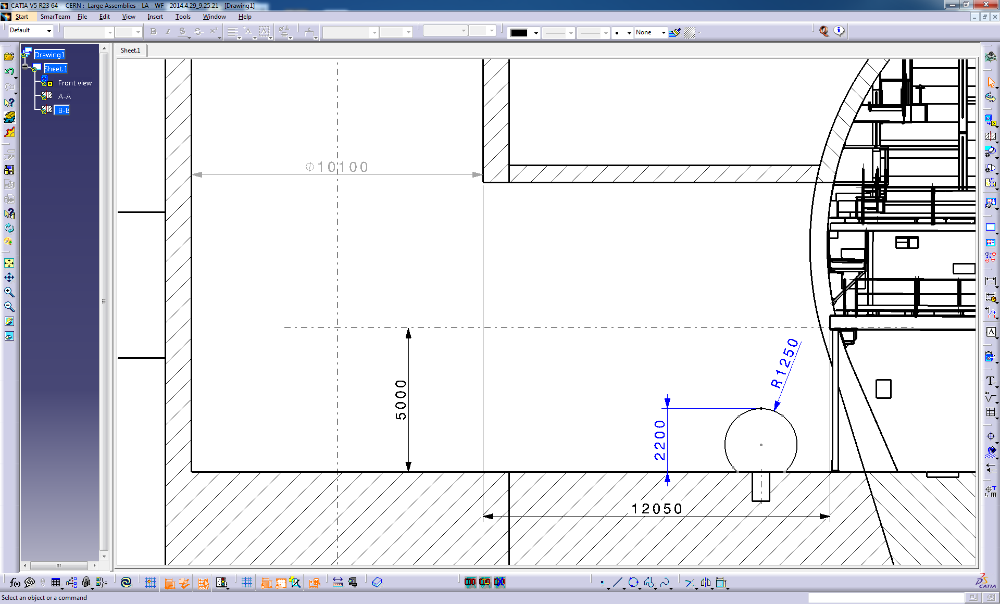 CATIA V5 R23 64 - CERN : Large Assemblies - LA - WF - 2014.4.29_9.25.21 - [Drawing1]
Start SmarTeam File Edit View Insert Tools Window Help
Default
B I S S
None
Sheet.1
Drawing1
Sheet.1
Front view
A-A
B-B
⌀10100
5000
R1250
2200
12050
A
T
T
f(x)
CATIA
Select an object or a command